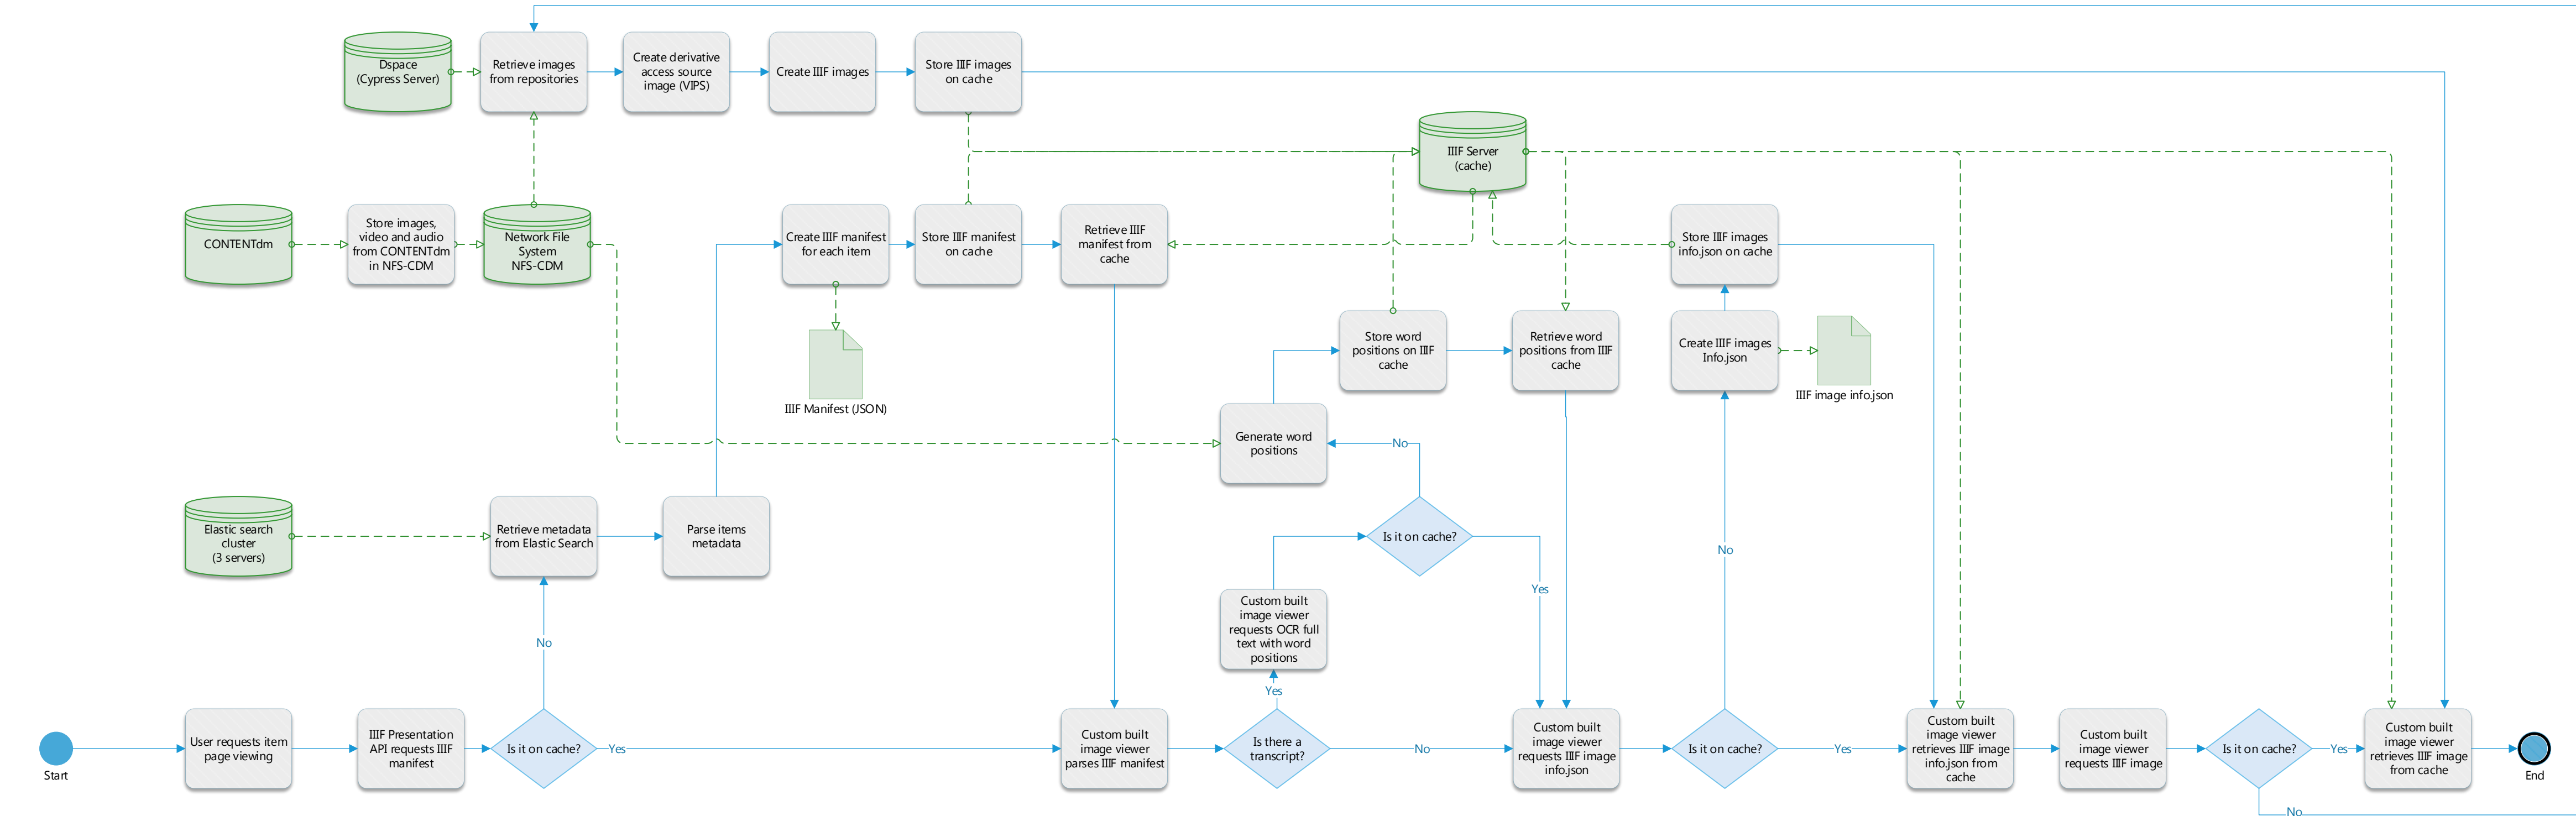 Dspace
(Cypress Server)
Retrieve images
from repositories
Create derivative
access source
image (VIPS)
Create IIIF images
Store IIIF images
on cache
IIIF Server
(cache)
CONTENTdm
Store images,
video and audio
from CONTENTdm
in NFS-CDM
Network File
System
NFS-CDM
Create IIIF manifest
for each item
Store IIIF manifest
on cache
Retrieve IIIF
manifest from
cache
Store IIIF images
info.json on cache
IIIF Manifest (JSON)
Store word
positions on IIIF
cache
Retrieve word
positions from IIIF
cache
Create IIIF images
Info.json
IIIF image info.json
Generate word
positions
No
Elastic search
cluster
(3 servers)
Retrieve metadata
from Elastic Search
Parse items
metadata
Is it on cache?
Yes
No
Custom built
image viewer
requests OCR full
text with word
positions
No
Yes
Start
User requests item
page viewing
IIIF Presentation
API requests IIIF
manifest
Is it on cache?
Yes
Custom built
image viewer
parses IIIF manifest
Is there a
transcript?
No
Custom built
image viewer
requests IIIF image
info.json
Is it on cache?
Yes
Custom built
image viewer
retrieves IIIF image
info.json from
cache
Custom built
image viewer
requests IIIF image
Is it on cache?
Yes
Custom built
image viewer
retrieves IIIF image
from cache
End
No